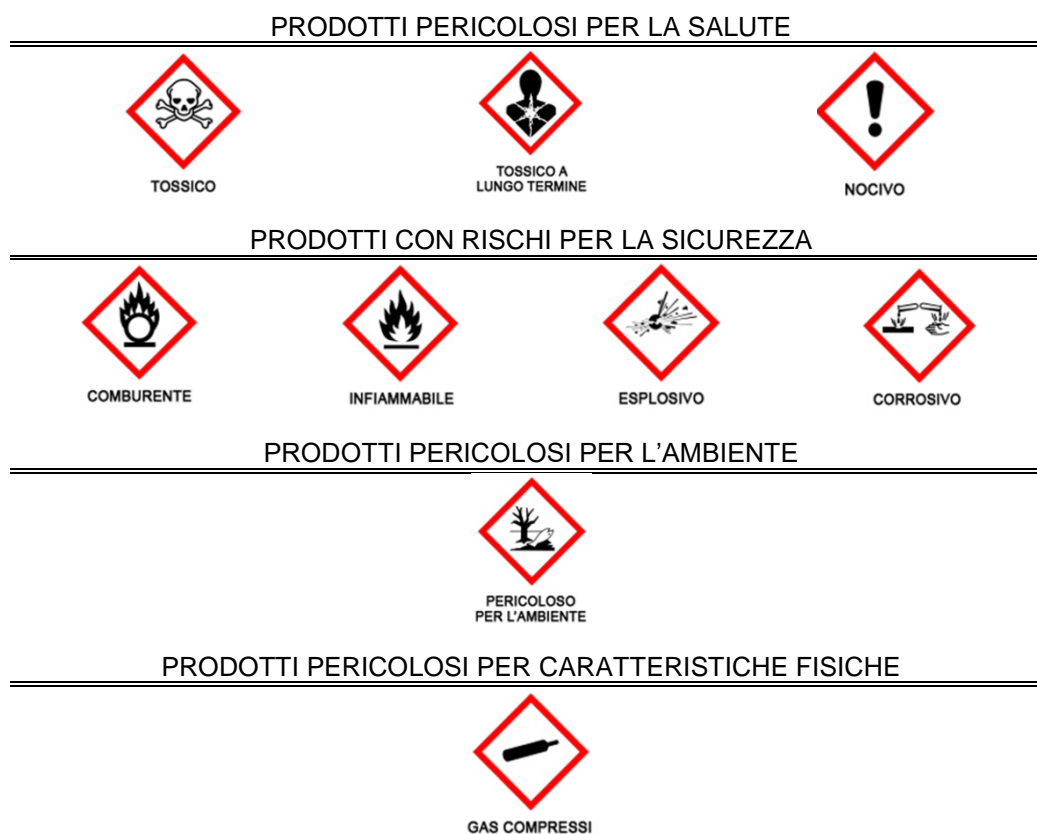 PRODOTTI PERICOLOSI PER LA SALUTE
TOSSICO
TOSSICO A
LUNGO TERMINE
NOCIVO
PRODOTTI CON RISCHI PER LA SICUREZZA
COMBURENTE
INFIAMMABILE
ESPLOSIVO
CORROSIVO
PRODOTTI PERICOLOSI PER L'AMBIENTE
PERICOLOSO
PER L'AMBIENTE
PRODOTTI PERICOLOSI PER CARATTERISTICHE FISICHE
GAS COMPRESSI